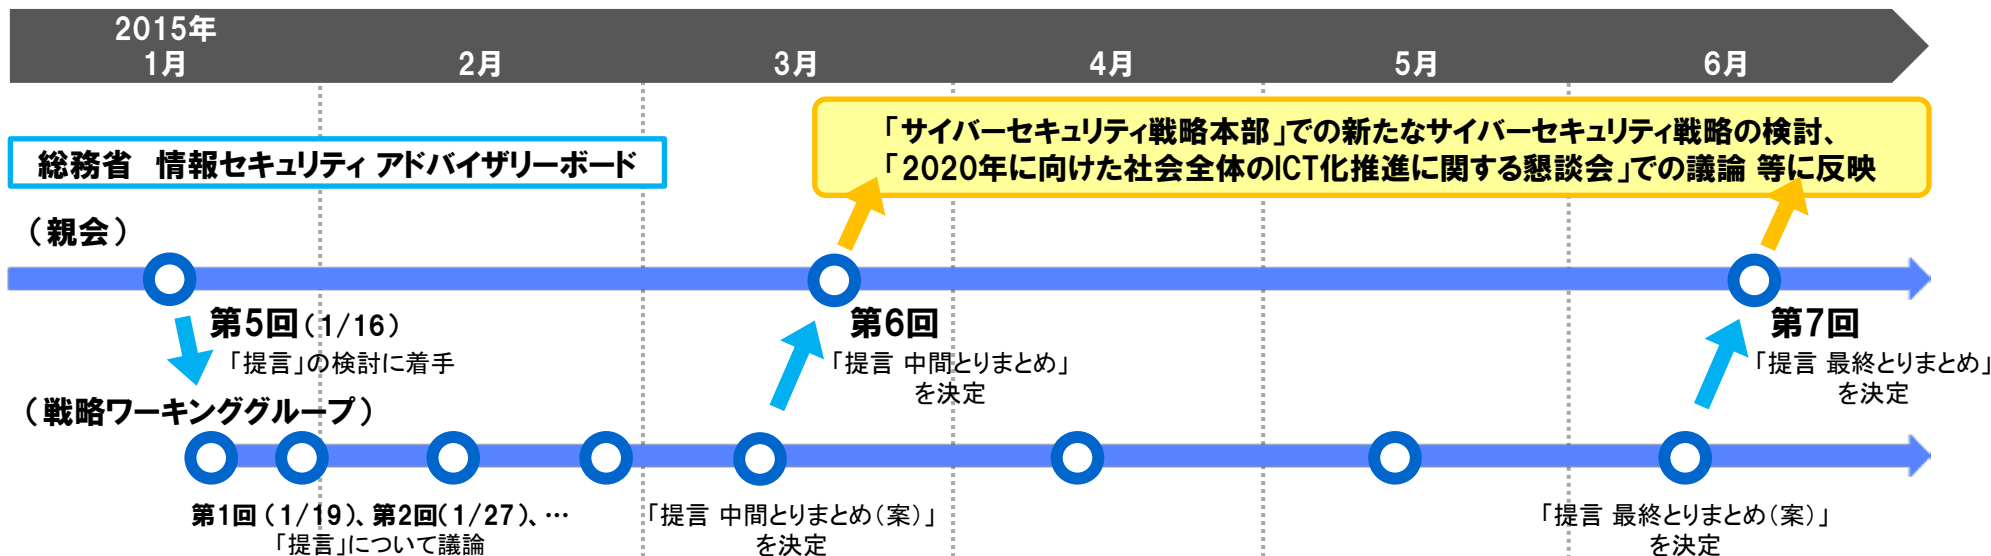 2015年
1月
2月
3月
4月
5月
6月
「サイバーセキュリティ戦略本部」での新たなサイバーセキュリティ戦略の検討、
「2020年に向けた社会全体のICT化推進に関する懇談会」での議論 等に反映
総務省 情報セキュリティ アドバイザリーボード
（親会）
第5回（1/16）
「提言」の検討に着手
第6回
「提言 中間とりまとめ」
を決定
第7回
「提言 最終とりまとめ」
を決定
（戦略ワーキンググループ）
第1回（1/19）、第2回（1/27）、…
「提言」について議論
「提言 中間とりまとめ（案）」
を決定
「提言 最終とりまとめ（案）」
を決定